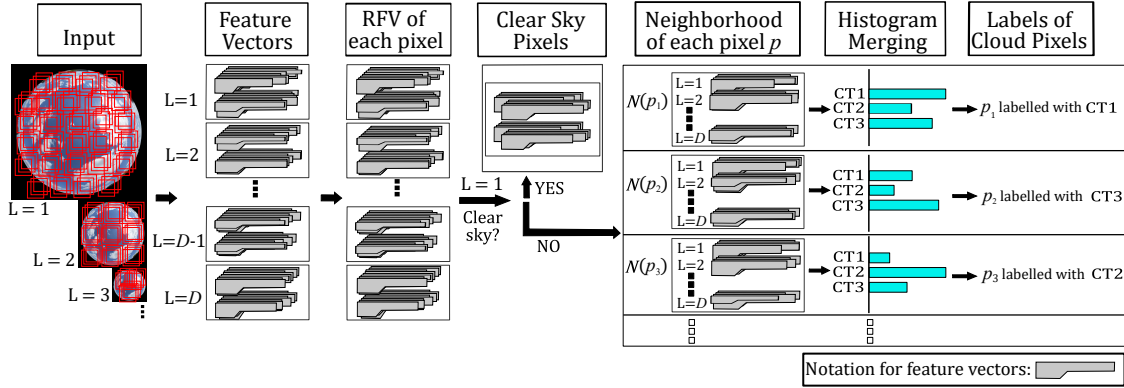 Input
Feature
Vectors
RFV of
each pixel
Clear Sky
Pixels
Neighborhood
of each pixel p
Histogram
Merging
Labels of
Cloud Pixels
L = 1
L = 2
L = 3
L=1
L=2
L=D-1
L=D
L = 1
Clear
sky?
YES
NO
N(p1)
L=1
L=2
L=D
CT1
CT2
CT3
p1 labelled with CT1
N(p2)
L=1
L=2
L=D
CT1
CT2
CT3
p2 labelled with CT3
N(p3)
L=1
L=2
L=D
CT1
CT2
CT3
p3 labelled with CT2
Notation for feature vectors: